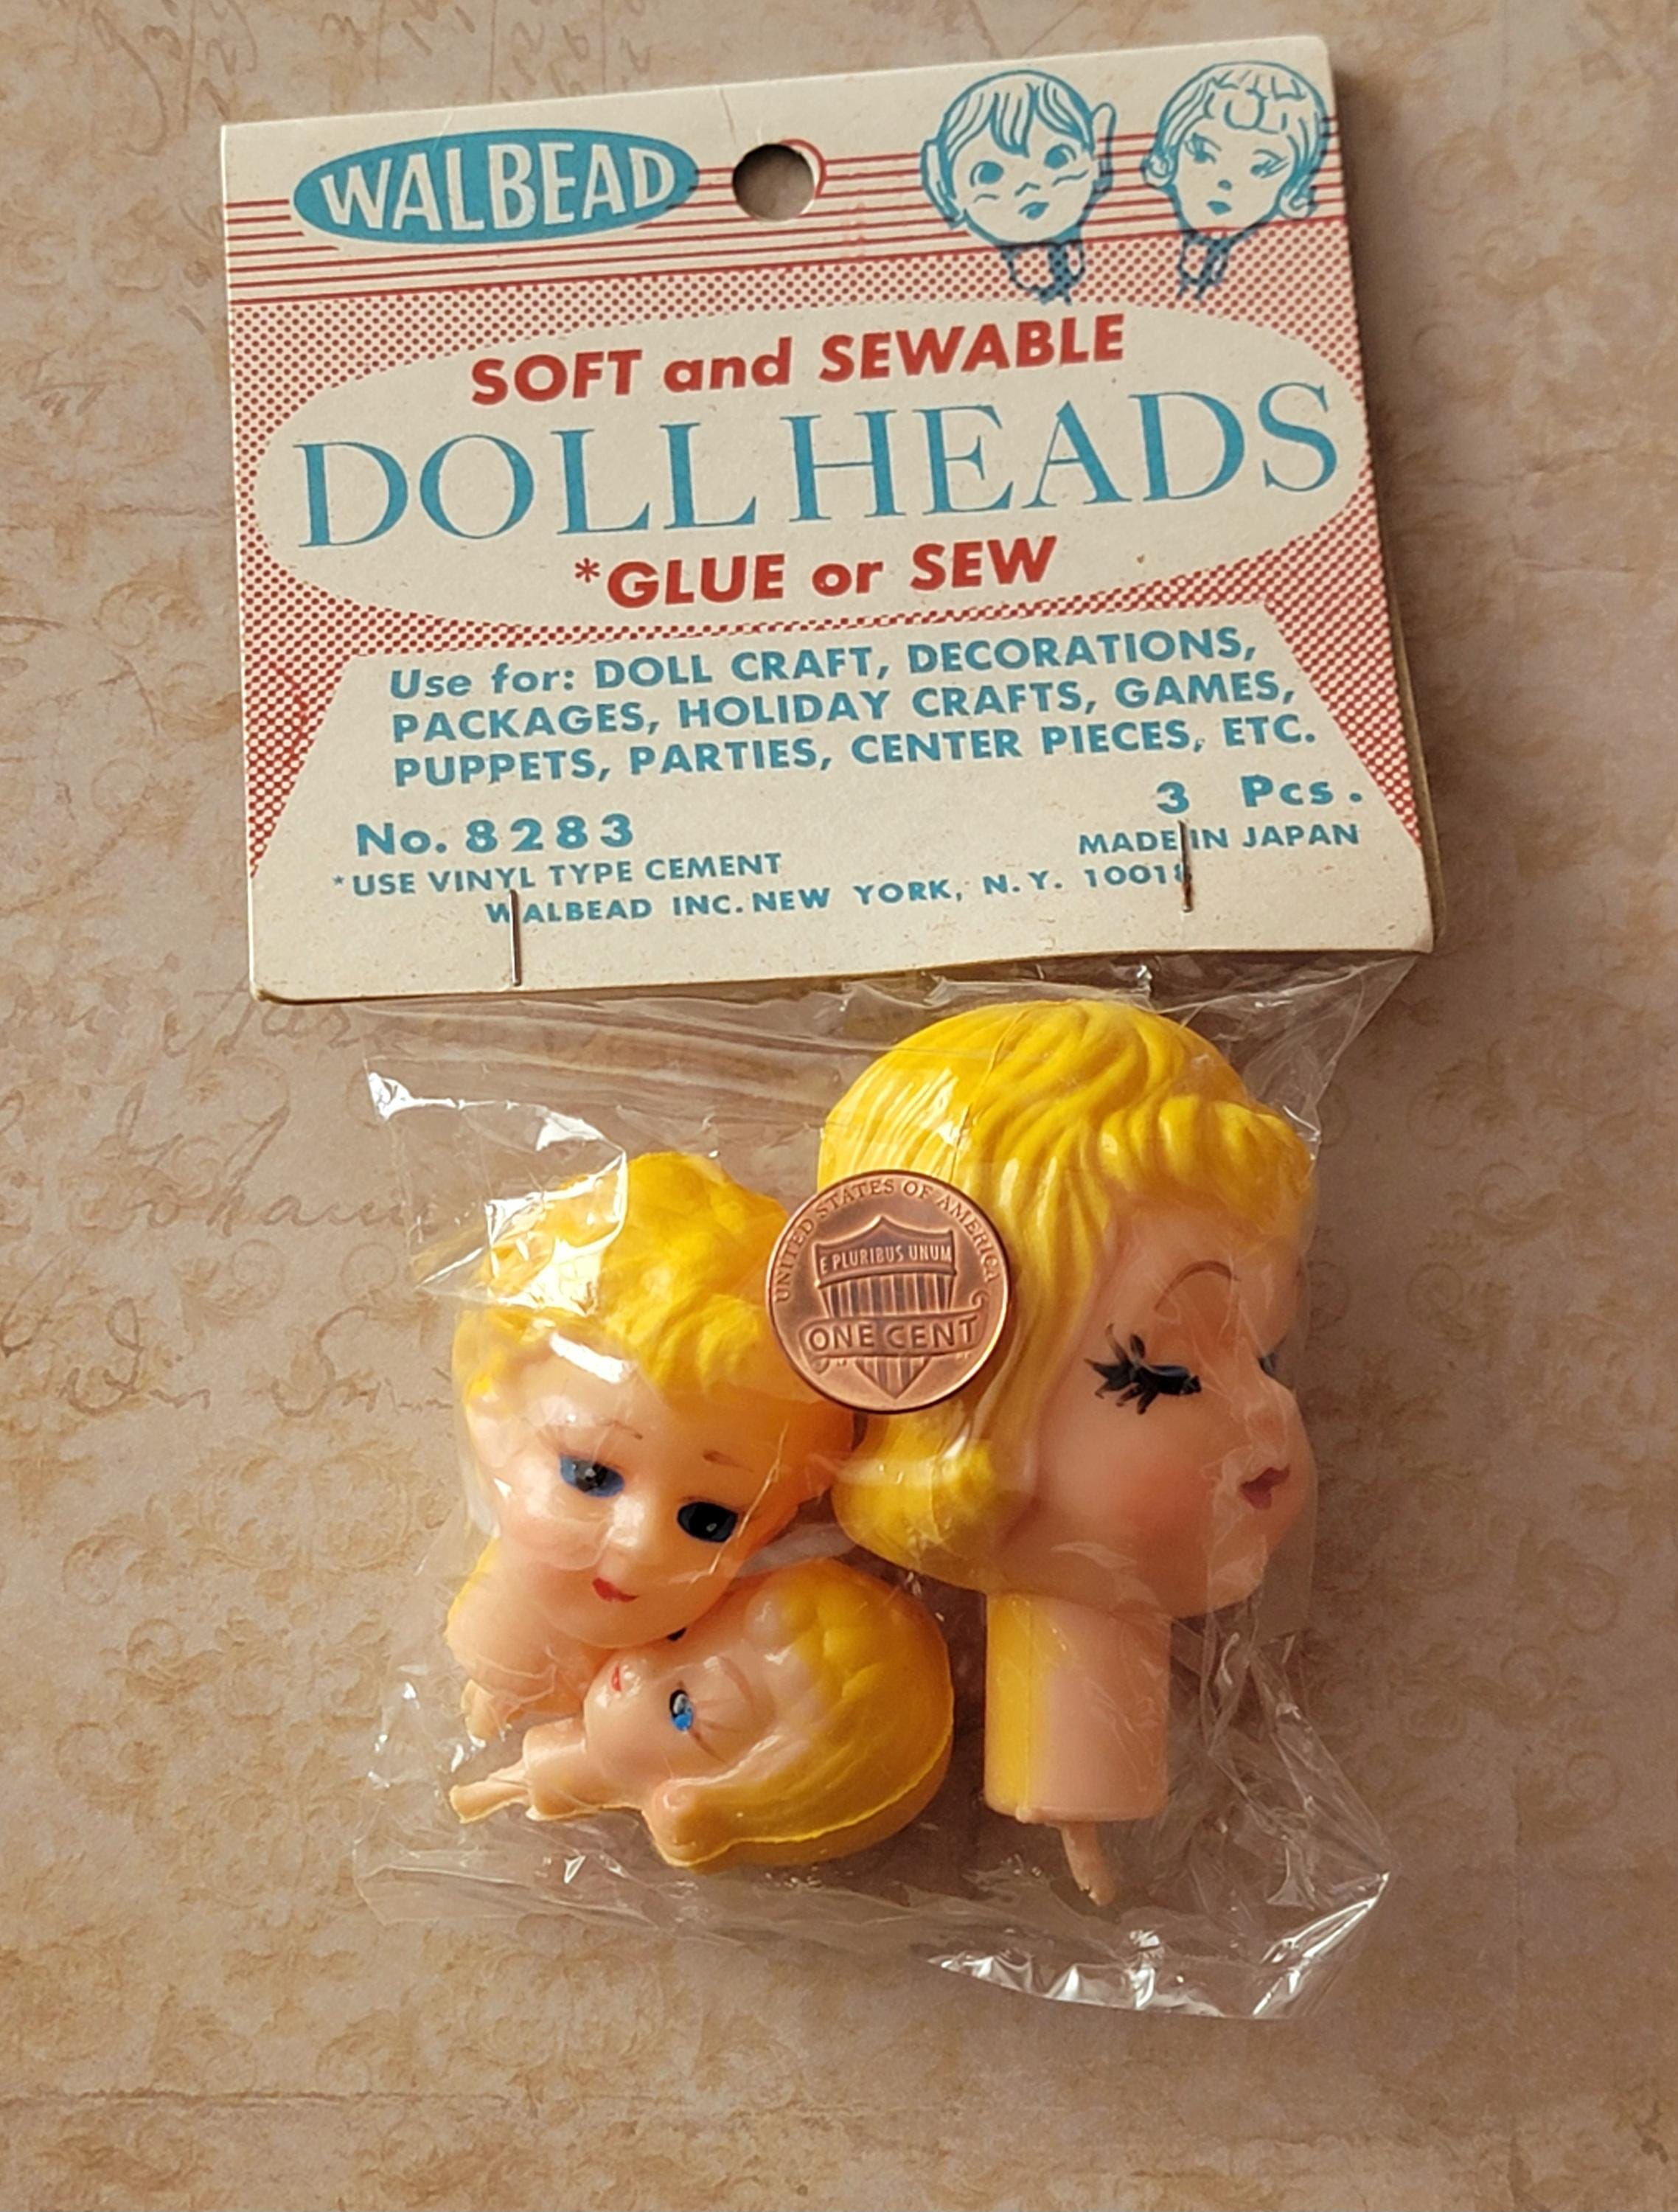 WALBEAD
SOFT and SEWABLE
DOLL HEADS
*GLUE or SEW
Use for: DOLL CRAFT, DECORATIONS,
PACKAGES, HOLIDAY CRAFTS, GAMES,
PUPPETS, PARTIES, CENTER PIECES, ETC.
3 Pcs.
No. 8283
MADE IN JAPAN
*USE VINYL TYPE CEMENT
WALBEAD INC. NEW YORK, N.Y. 10018
UNITED STATES OF AMERICA
E PLURIBUS UNUM
ONE CENT